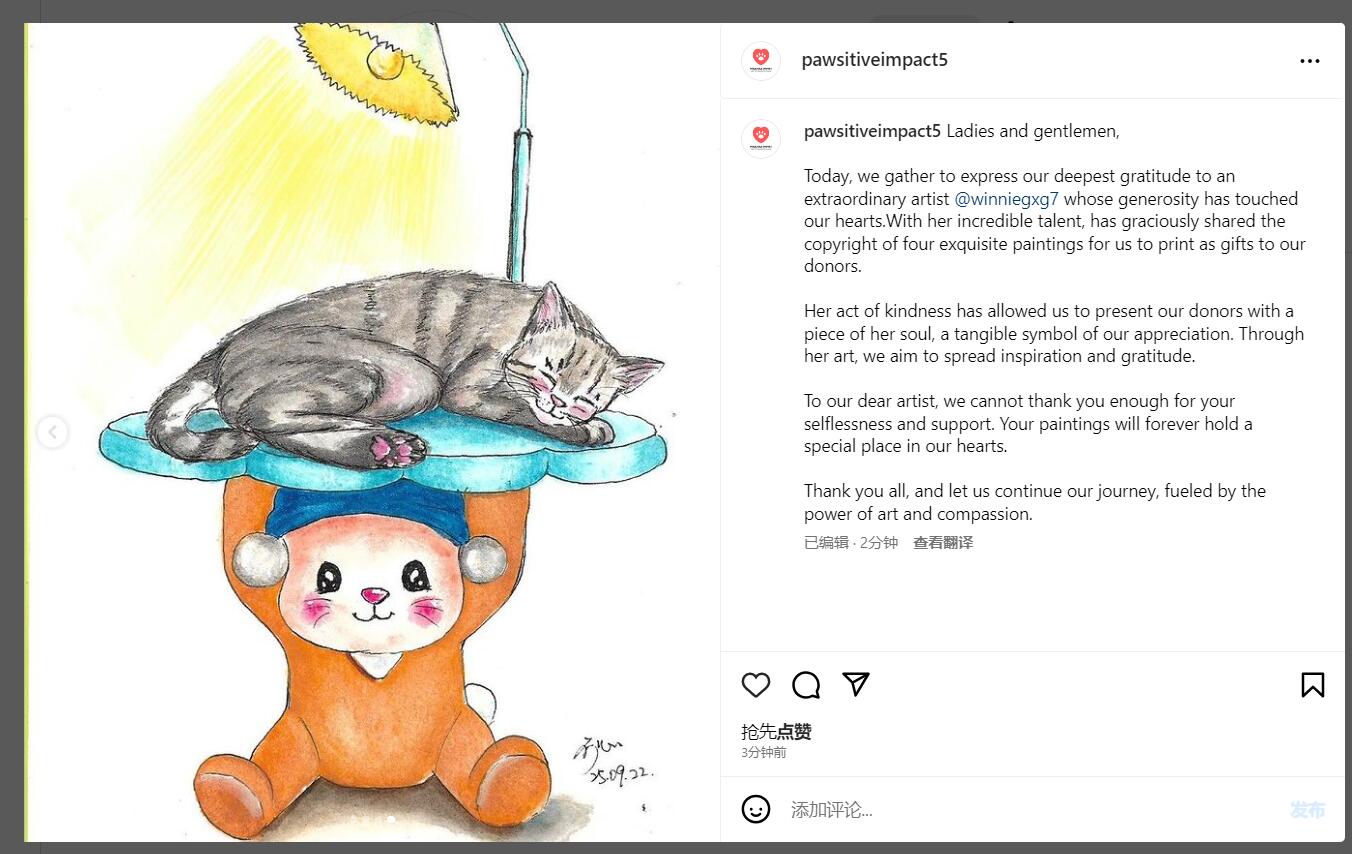 pawsitiveimpact5
pawsitiveimpact5 Ladies and gentlemen,
Today, we gather to express our deepest gratitude to an
extraordinary artist @winniegxg7 whose generosity has touched
our hearts.With her incredible talent, has graciously shared the
copyright of four exquisite paintings for us to print as gifts to our
donors.
Her act of kindness has allowed us to present our donors with a
piece of her soul, a tangible symbol of our appreciation. Through
her art, we aim to spread inspiration and gratitude.
To our dear artist, we cannot thank you enough for your
selflessness and support. Your paintings will forever hold a
special place in our hearts.
Thank you all, and let us continue our journey, fueled by the
power of art and compassion.
已编辑 · 2分钟 查看翻译
抢先点赞
3分钟前
添加评论...
发布
25.09.22.